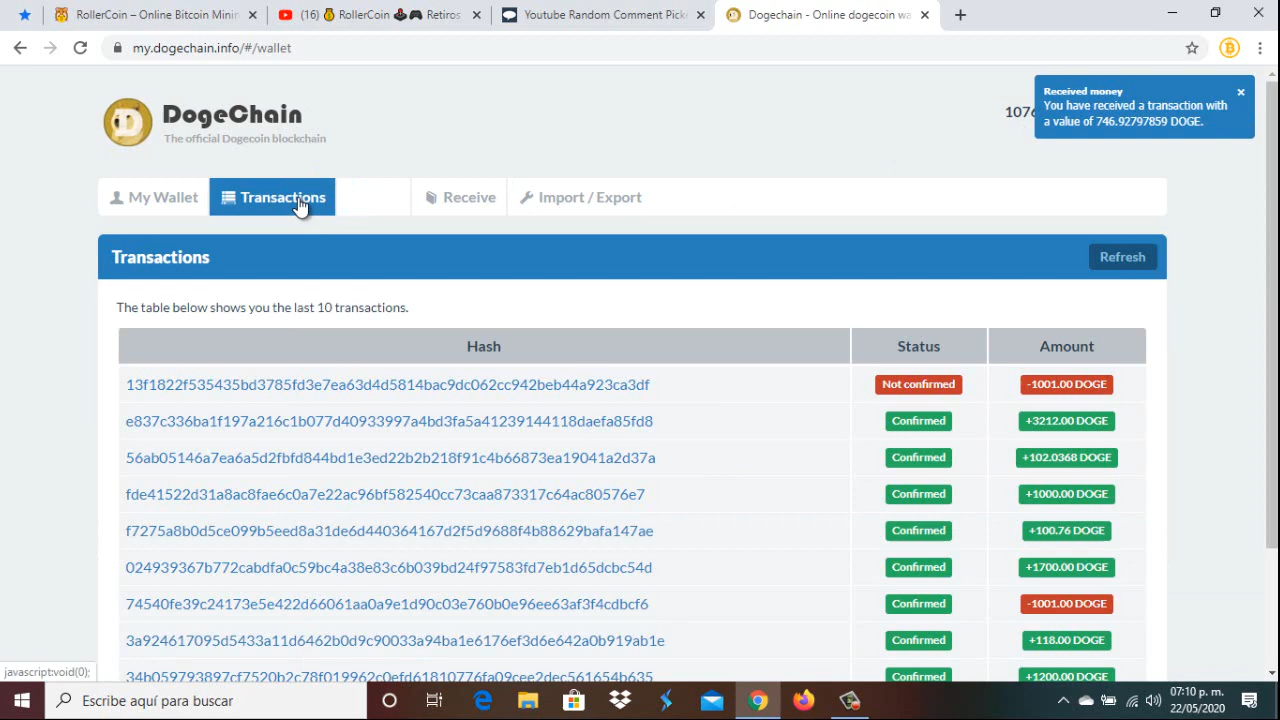 RollerCoin – Online Bitcoin Minin
(16) 💰 RollerCoin 🕹🎮 Retiros
Youtube Random Comment Picke
Dogechain - Online dogecoin wa
my.dogechain.info/#/wallet
DogeChain
The official Dogecoin blockchain
1076
Received money
You have received a transaction with
a value of 746.92797859 DOGE.
My Wallet
Transactions
Receive
Import / Export
Transactions
Refresh
The table below shows you the last 10 transactions.
Hash Status Amount
13f1822f535435bd3785fd3e7ea63d4d5814bac9dc062cc942beb44a923ca3df Not confirmed -1001.00 DOGE
e837c336ba1f197a216c1b077d40933997a4bd3fa5a41239144118daefa85fd8 Confirmed +3212.00 DOGE
56ab05146a7ea6a5d2fbfd844bd1e3ed22b2b218f91c4b66873ea19041a2d37a Confirmed +102.0368 DOGE
fde41522d31a8ac8fae6c0a7e22ac96bf582540cc73caa873317c64ac80576e7 Confirmed +1000.00 DOGE
f7275a8b0d5ce099b5eed8a31de6d440364167d2f5d9688f4b88629bafa147ae Confirmed +100.76 DOGE
024939367b772cabdfa0c59bc4a38e83c6b039bd24f97583fd7eb1d65dcbc54d Confirmed +1700.00 DOGE
74540fe39c24173e5e422d66061aa0a9e1d90c03e760b0e96ee63af3f4cdbcf6 Confirmed -1001.00 DOGE
3a924617095d5433a11d6462b0d9c90033a94ba1e6176ef3d6e642a0b919ab1e Confirmed +118.00 DOGE
34b059793897cf7520b2c78f019962c0efd61810776fa09cee2dec561654b635 Confirmed +1200.00 DOGE
javascript:void(0);
Escribe aquí para buscar
07:10 p. m.
22/05/2020